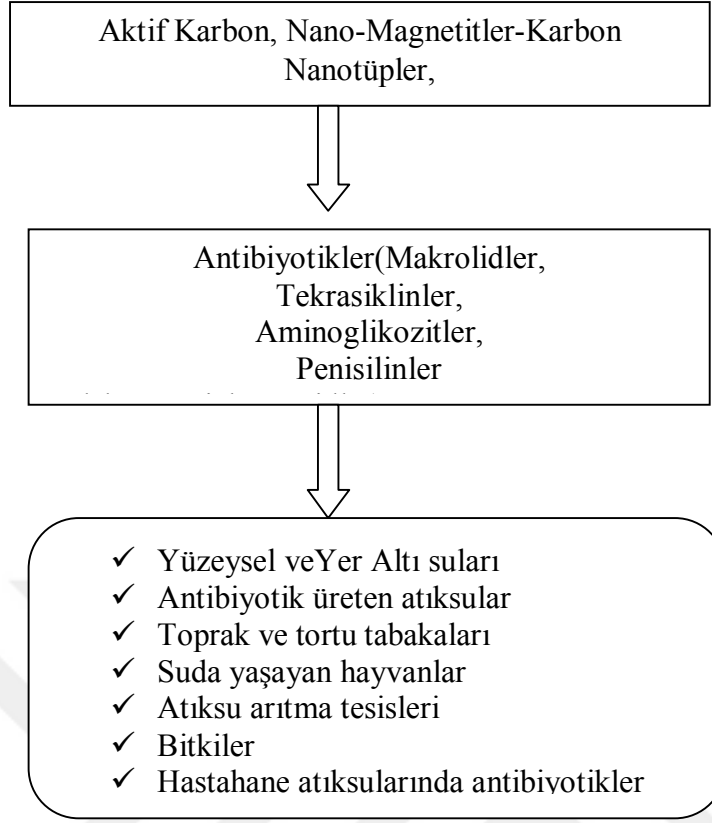 Aktif Karbon, Nano-Magnetitler-Karbon
Nanotüpler,
Antibiyotikler(Makrolidler,
Tekrasiklinler,
Aminoglikozitler,
Penisilinler
✓ Yüzeysel veYer Altı suları
✓ Antibiyotik üreten atıksular
✓ Toprak ve tortu tabakaları
✓ Suda yaşayan hayvanlar
✓ Atıksu arıtma tesisleri
✓ Bitkiler
✓ Hastahane atıksularında antibiyotikler